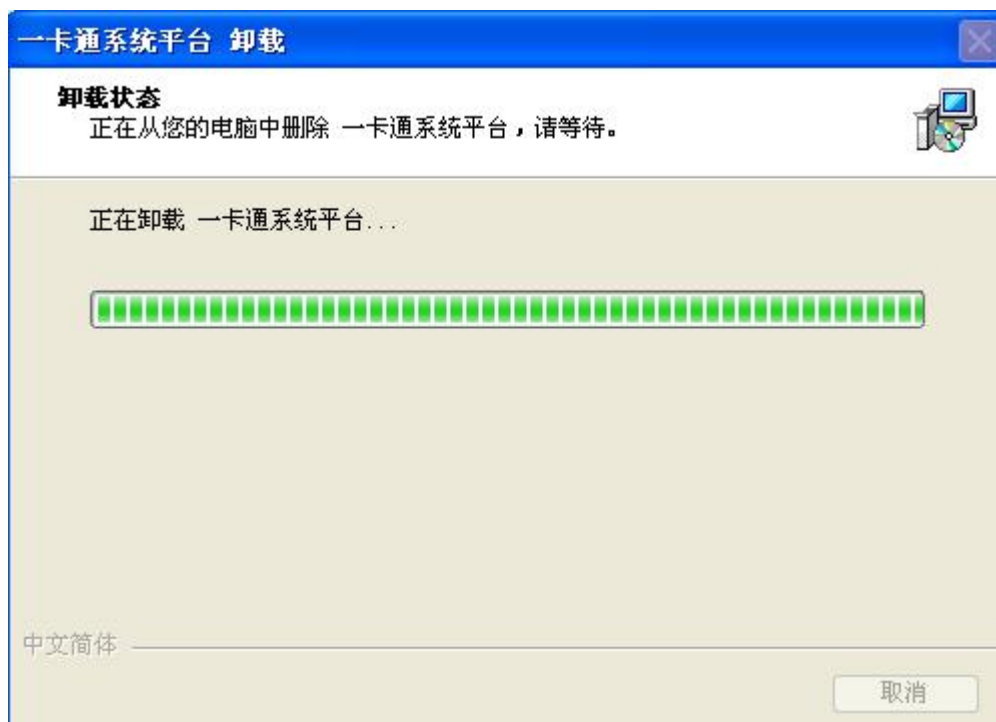 一卡通系统平台 卸载
卸载状态
正在从您的电脑中删除 一卡通系统平台，请等待。
正在卸载 一卡通系统平台...
中文简体
取消